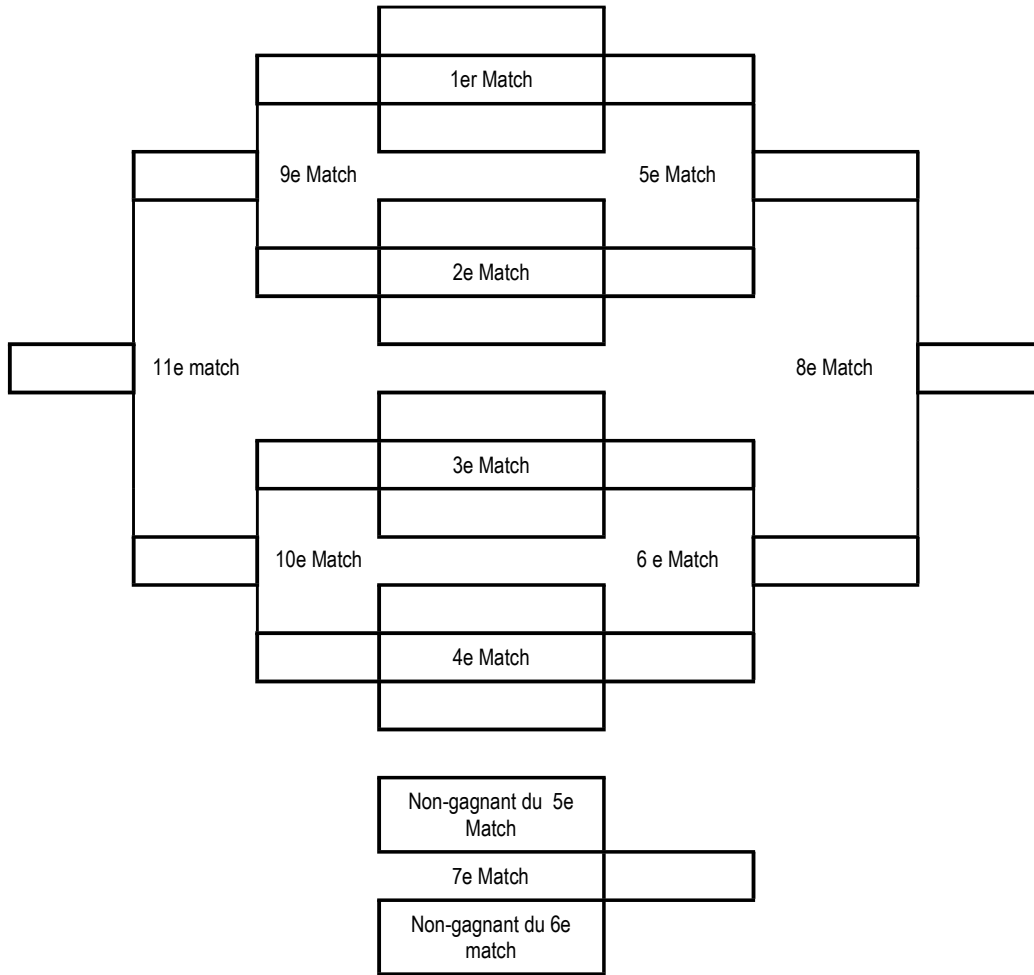 1er Match
9e Match
5e Match
2e Match
11e match
8e Match
3e Match
10e Match
6 e Match
4e Match
Non-gagnant du  5e
Match
7e Match
Non-gagnant du 6e
match